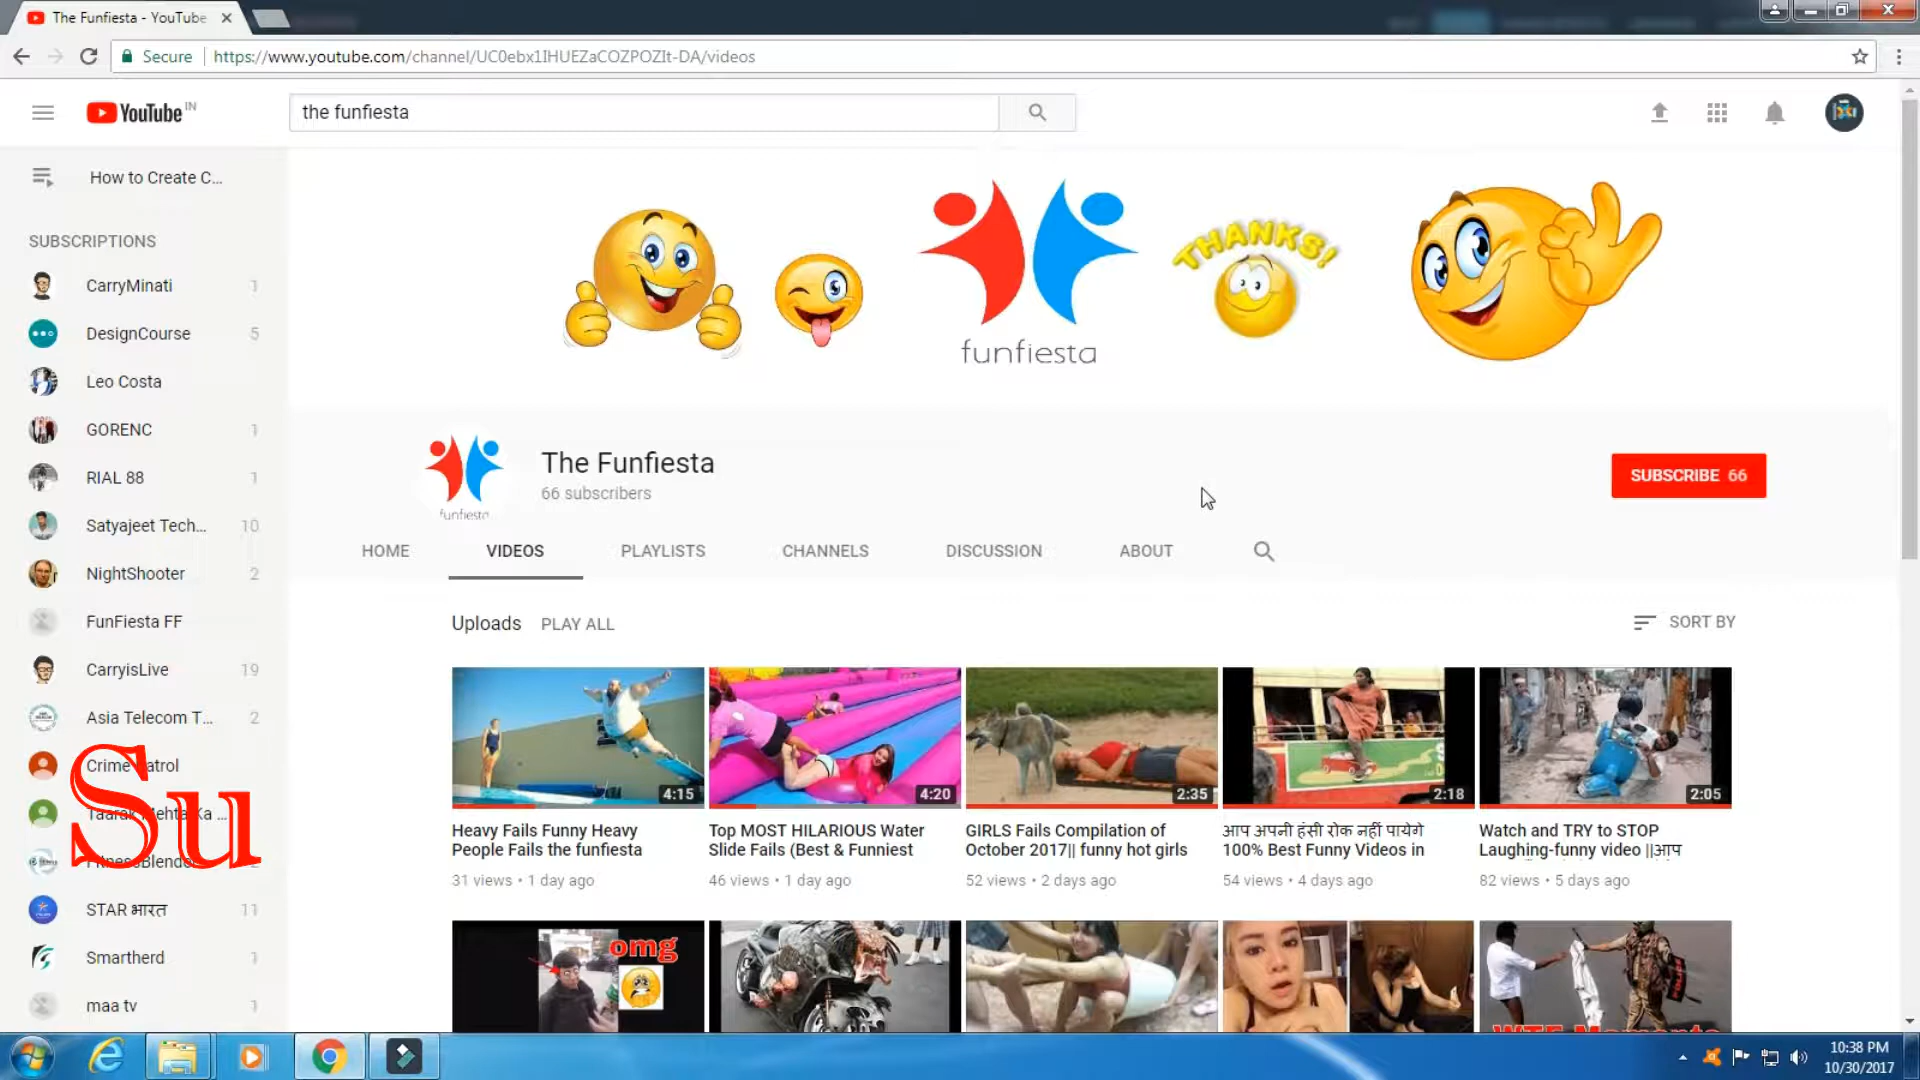 The Funfiesta - YouTube
Secure
https://www.youtube.com/channel/UC0ebx1IHUEZaCOZPOZIt-DA/videos
YouTube IN
the funfiesta
How to Create C...
SUBSCRIPTIONS
CarryMinati 1
DesignCourse 5
Leo Costa
GORENC 1
RIAL 88 1
Satyajeet Tech... 10
NightShooter 2
FunFiesta FF
CarryisLive 19
Asia Telecom T... 2
Crime Patrol
Taarak Mehta Ka ...
FitnessBlender
STAR भारत 11
Smartherd 1
maa tv 1
Su
THANKS!
funfiesta
funfiesta
The Funfiesta
66 subscribers
SUBSCRIBE 66
HOME
VIDEOS
PLAYLISTS
CHANNELS
DISCUSSION
ABOUT
Uploads
PLAY ALL
SORT BY
4:15
Heavy Fails Funny Heavy
People Fails the funfiesta
31 views • 1 day ago
4:20
Top MOST HILARIOUS Water
Slide Fails (Best & Funniest
46 views • 1 day ago
2:35
GIRLS Fails Compilation of
October 2017|| funny hot girls
52 views • 2 days ago
2:18
आप अपनी हंसी रोक नहीं पायेगे
100% Best Funny Videos in
54 views • 4 days ago
2:05
Watch and TRY to STOP
Laughing-funny video ||आप
82 views • 5 days ago
omg
WTF Moments
10:38 PM
10/30/2017